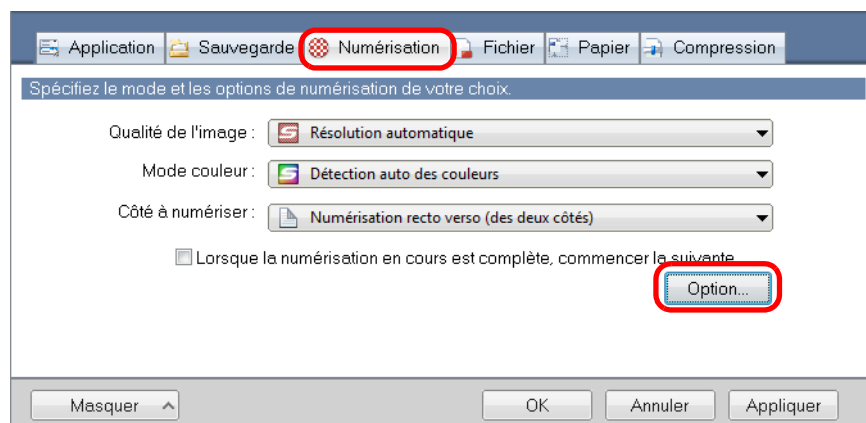 Application Sauvegarde Numérisation Fichier Papier Compression
Spécifiez le mode et les options de numérisation de votre choix.
Qualité de l'image : Résolution automatique
Mode couleur : Détection auto des couleurs
Côté à numériser : Numérisation recto verso (des deux côtés)
Lorsque la numérisation en cours est complète, commencer la suivante
Option...
Masquer OK Annuler Appliquer